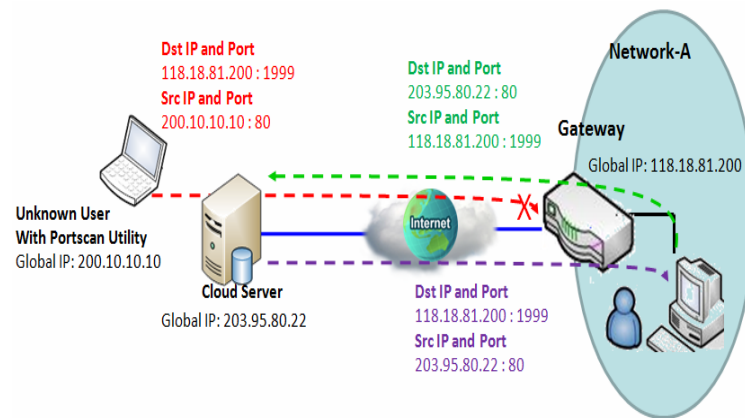 Dst IP and Port
118.18.81.200 : 1999
Src IP and Port
200.10.10.10 : 80
Dst IP and Port
203.95.80.22 : 80
Src IP and Port
118.18.81.200 : 1999
Network-A
Gateway
Global IP: 118.18.81.200
Unknown User
With Portscan Utility
Global IP: 200.10.10.10
Internet
Cloud Server
Global IP: 203.95.80.22
Dst IP and Port
118.18.81.200 : 1999
Src IP and Port
203.95.80.22 : 80